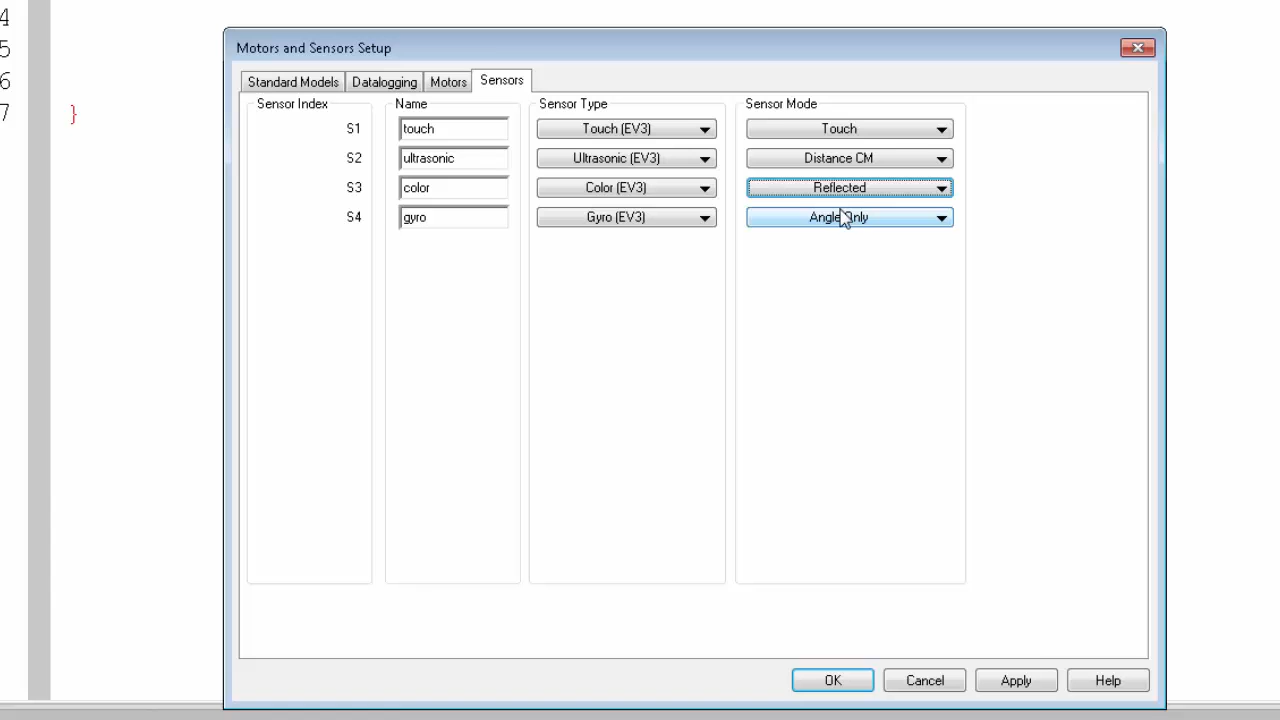 4
5
6
7 }
Motors and Sensors Setup
Standard Models Datalogging Motors Sensors
Sensor Index Name Sensor Type Sensor Mode
S1 touch Touch (EV3) Touch
S2 ultrasonic Ultrasonic (EV3) Distance CM
S3 color Color (EV3) Reflected
S4 gyro Gyro (EV3) Angle Only
OK Cancel Apply Help